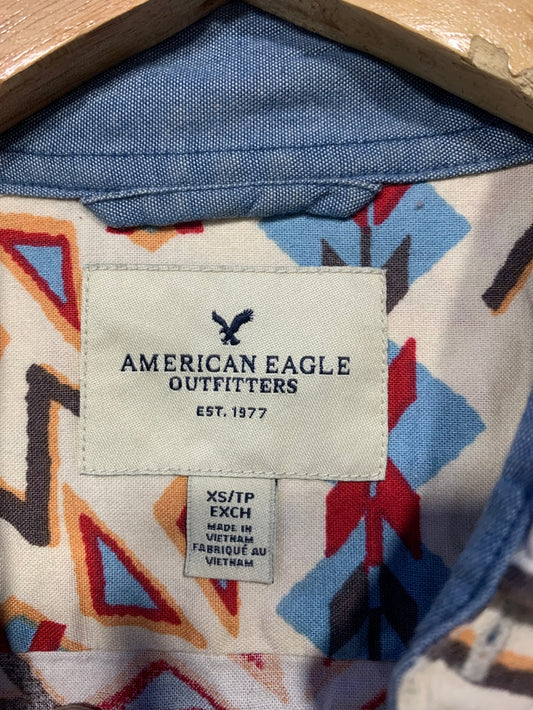 AMERICAN EAGLE
OUTFITTERS
EST. 1977
XS/TP
EXCH
MADE IN
VIETNAM
FABRIQUÉ AU
VIETNAM